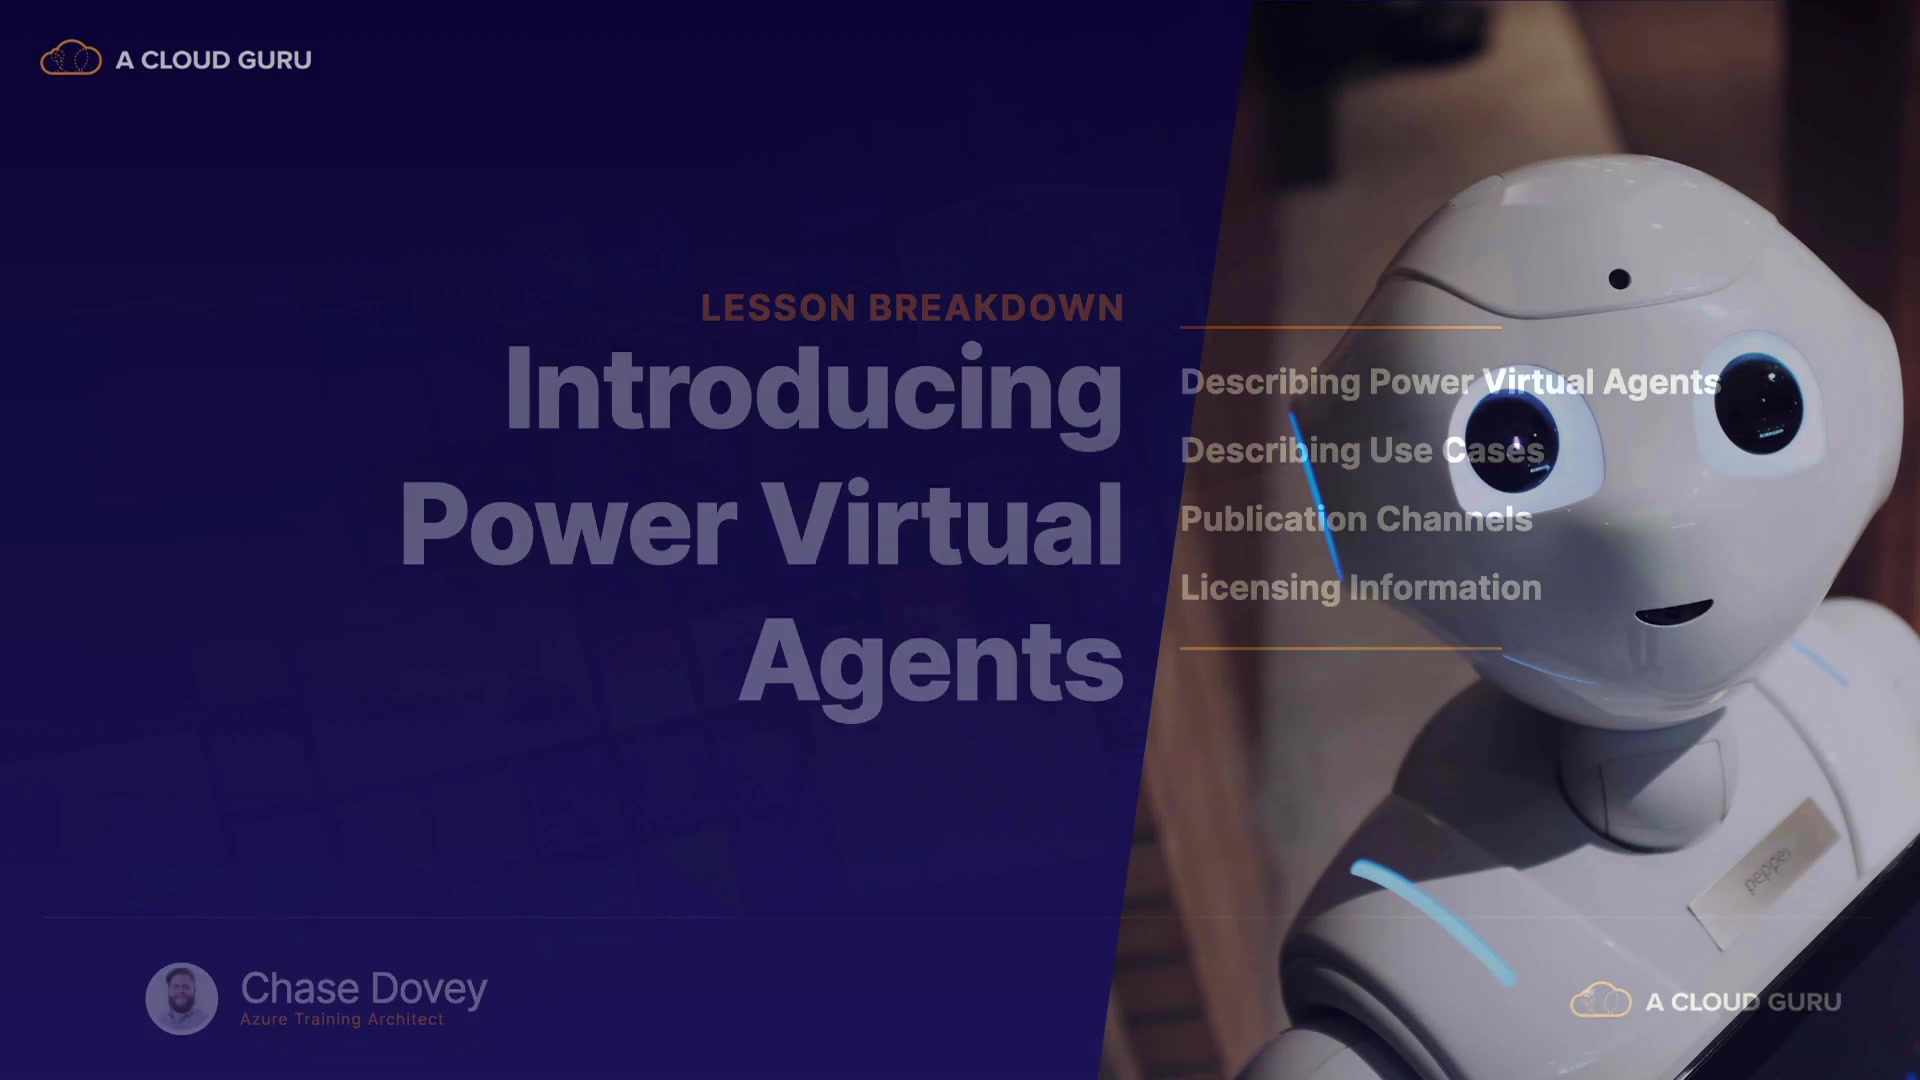 A CLOUD GURU
LESSON BREAKDOWN
Introducing
Power Virtual
Agents
Describing Power Virtual Agents
Describing Use Cases
Publication Channels
Licensing Information
pepper
Chase Dovey
Azure Training Architect
A CLOUD GURU